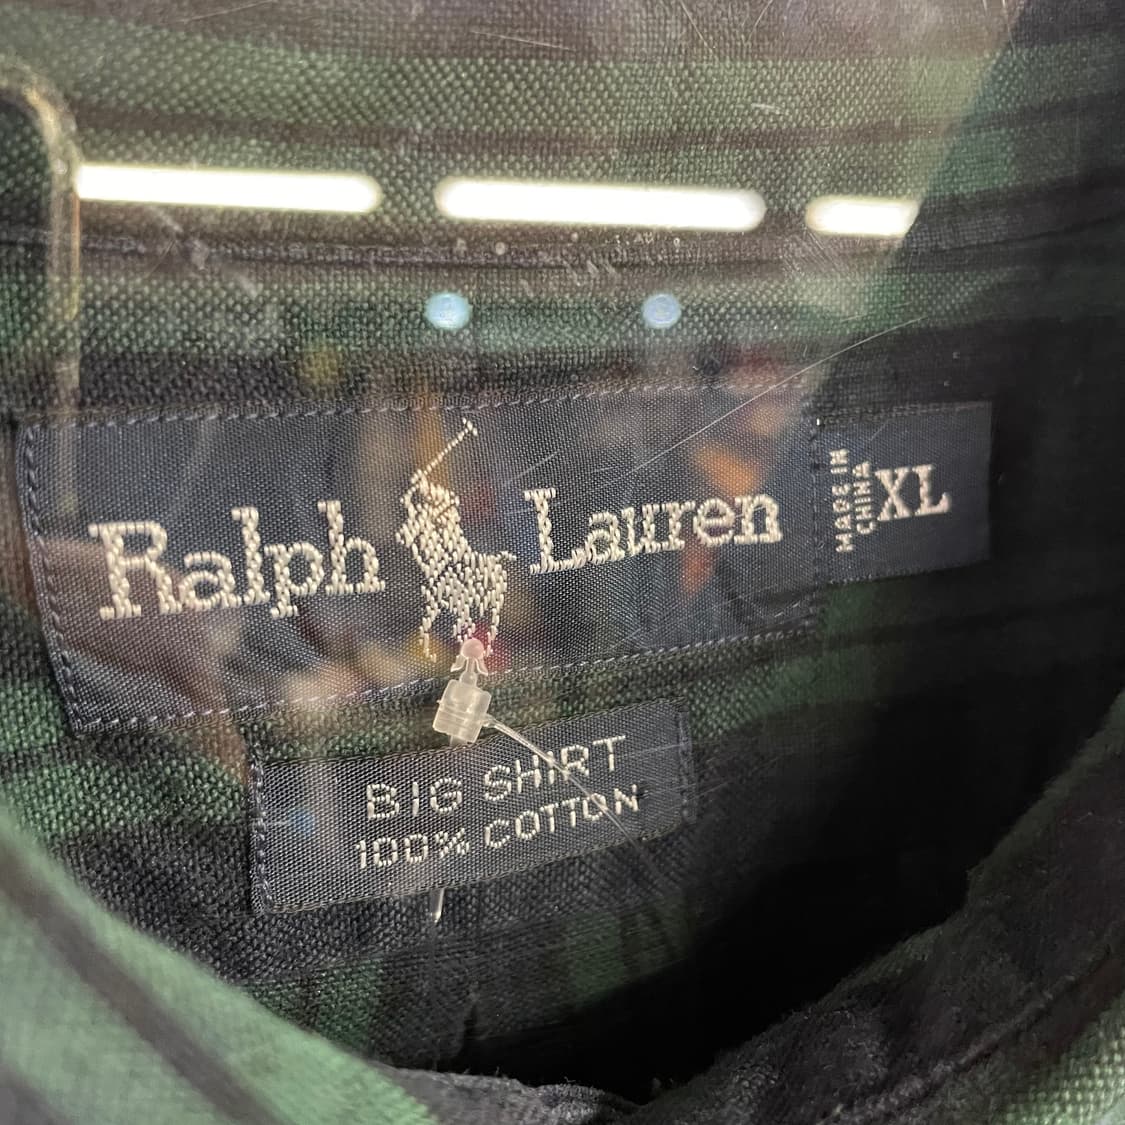 Ralph Lauren
MADE IN
CHINA
XL
BIG SHIRT
100% COTTON